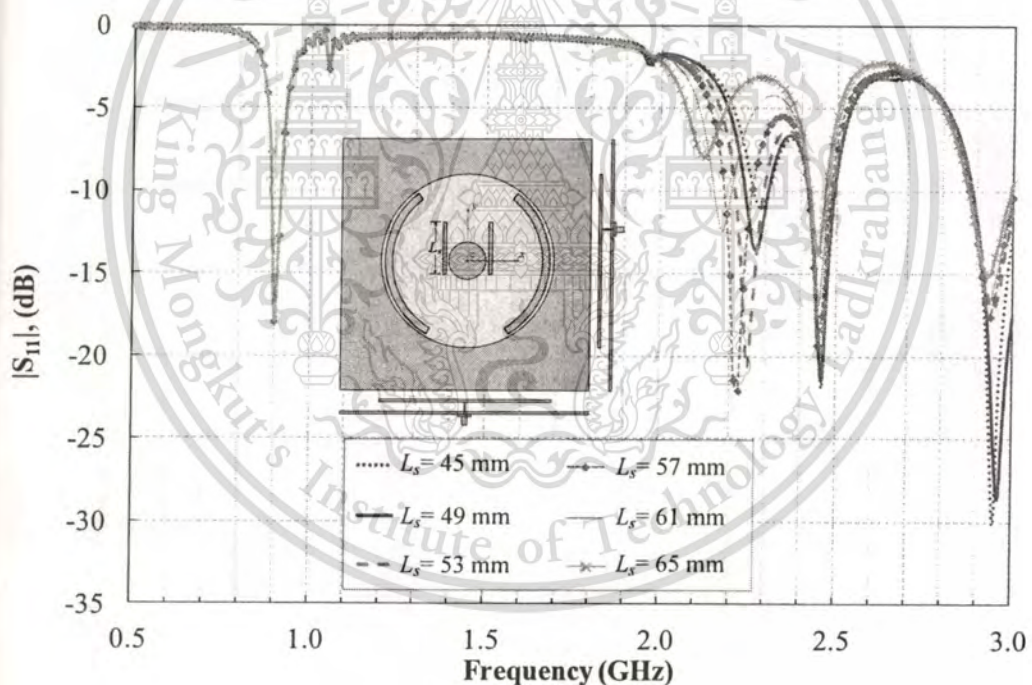 0
-5
-10
-15
-20
-25
-30
-35
|S₁₁|, (dB)
0.5 1.0 1.5 2.0 2.5 3.0
Frequency (GHz)
Lₛ
x
Lₛ= 45 mm
Lₛ= 57 mm
Lₛ= 49 mm
Lₛ= 61 mm
Lₛ= 53 mm
Lₛ= 65 mm
King Mongkut's Institute of Technology Ladkrabang